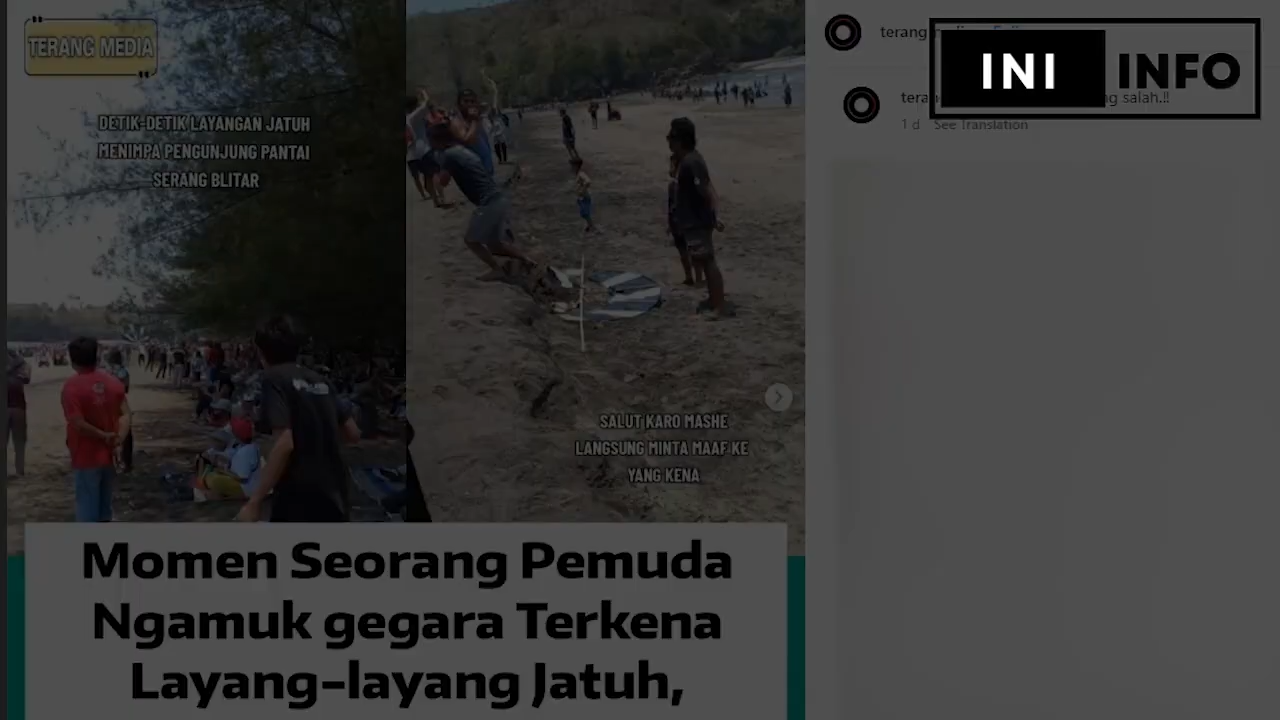 TERANG MEDIA
DETIK-DETIK LAYANGAN JATUH
MENIMPA PENGUNJUNG PANTAI
SERANG BLITAR
SALUT KARO MASHE
LANGSUNG MINTA MAAF KE
YANG KENA
Momen Seorang Pemuda
Ngamuk gegara Terkena
Layang-layang Jatuh,
terang
INI INFO
salah.!!
1 d See Translation